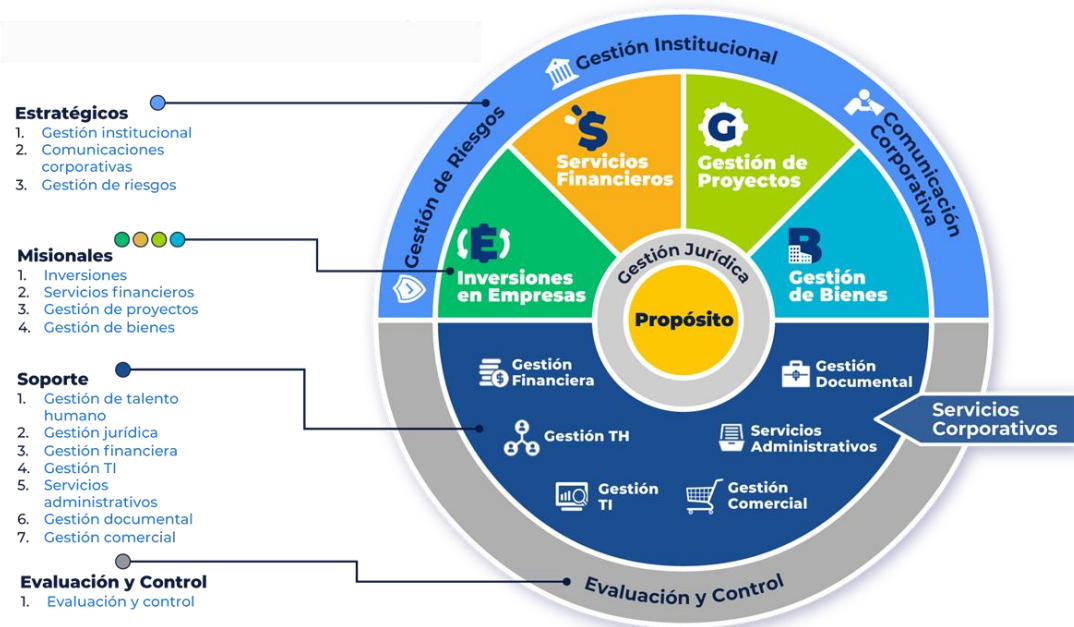 Estratégicos
1. Gestión institucional
2. Comunicaciones
corporativas
3. Gestión de riesgos
Misionales
1. Inversiones
2. Servicios financieros
3. Gestión de proyectos
4. Gestión de bienes
Soporte
1. Gestión de talento
humano
2. Gestión jurídica
3. Gestión financiera
4. Gestión TI
5. Servicios
administrativos
6. Gestión documental
7. Gestión comercial
Evaluación y Control
1. Evaluación y control
Gestión de Riesgos
Gestión Institucional
Comunicación
Corporativa
Inversiones
en Empresas
Servicios
Financieros
Gestión de
Proyectos
Gestión
de Bienes
Gestión Jurídica
Propósito
Gestión
Financiera
Gestión
Documental
Gestión TH
Servicios
Administrativos
Gestión
TI
Gestión
Comercial
Servicios
Corporativos
Evaluación y Control